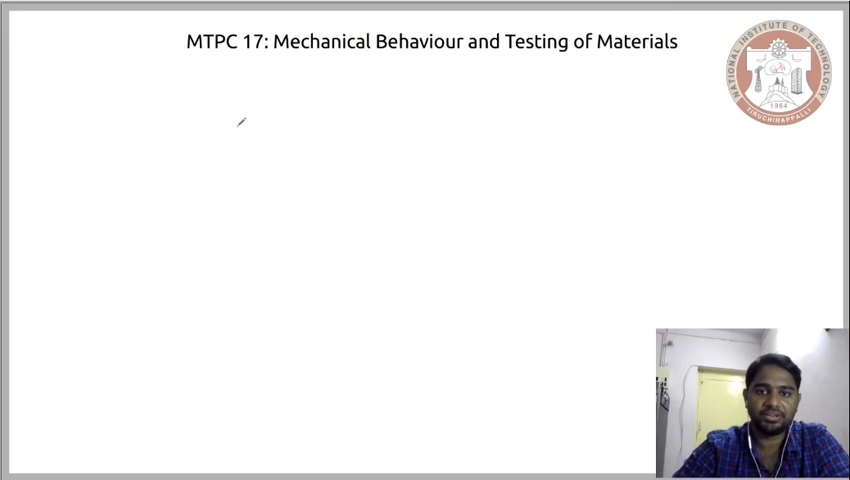 MTPC 17: Mechanical Behaviour and Testing of Materials
NATIONAL INSTITUTE OF TECHNOLOGY
1964
TIRUCHIRAPPALLI